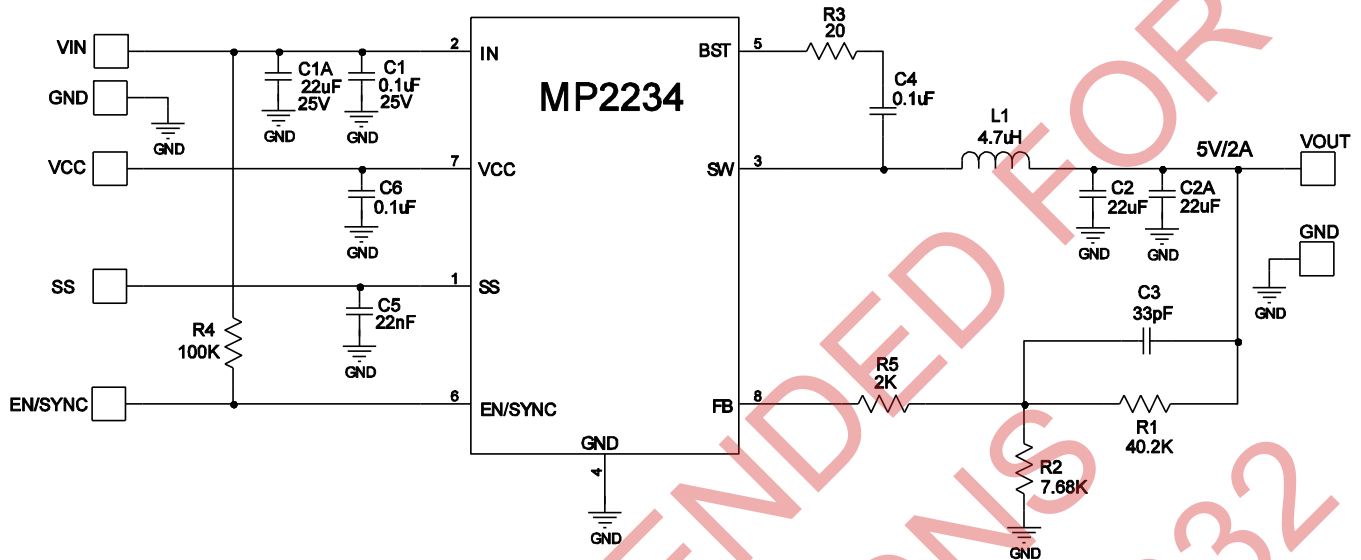 VIN
GND
GND
VCC
SS
EN/SYNC
R4
100K
C1A
22uF
25V
GND
C1
0.1uF
25V
GND
C6
0.1uF
GND
C5
22nF
GND
2
7
1
6
IN
VCC
SS
EN/SYNC
MP2234
BST
SW
FB
GND
4
GND
5
3
8
R3
20
C4
0.1uF
L1
4.7uH
5V/2A
VOUT
C2
22uF
GND
C2A
22uF
GND
GND
GND
C3
33pF
R5
2K
R1
40.2K
R2
7.68K
GND
ENDED FOR
ONS
32